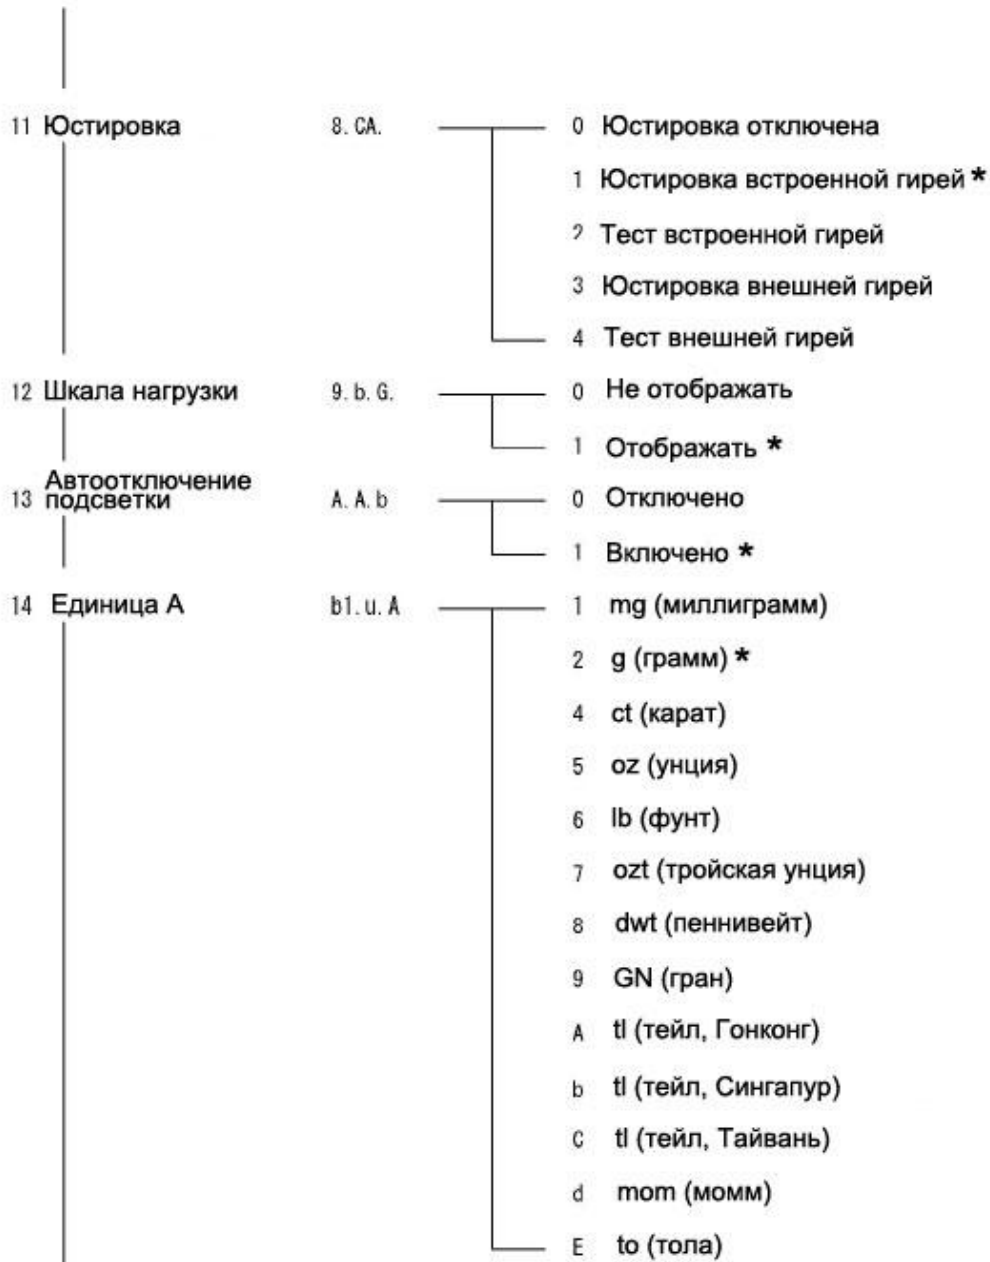 11 Юстировка 8. CA. 0 Юстировка отключена
1 Юстировка встроенной гирей *
2 Тест встроенной гирей
3 Юстировка внешней гирей
4 Тест внешней гирей
12 Шкала нагрузки 9. b. G. 0 Не отображать
1 Отображать *
13 Автоотключение
подсветки A. A. b 0 Отключено
1 Включено *
14 Единица А b1. u. A 1 mg (миллиграмм)
2 g (грамм) *
4 ct (карат)
5 oz (унция)
6 lb (фунт)
7 ozt (тройская унция)
8 dwt (пеннивейт)
9 GN (гран)
A tl (тейл, Гонконг)
b tl (тейл, Сингапур)
C tl (тейл, Тайвань)
d mom (момм)
E to (тола)